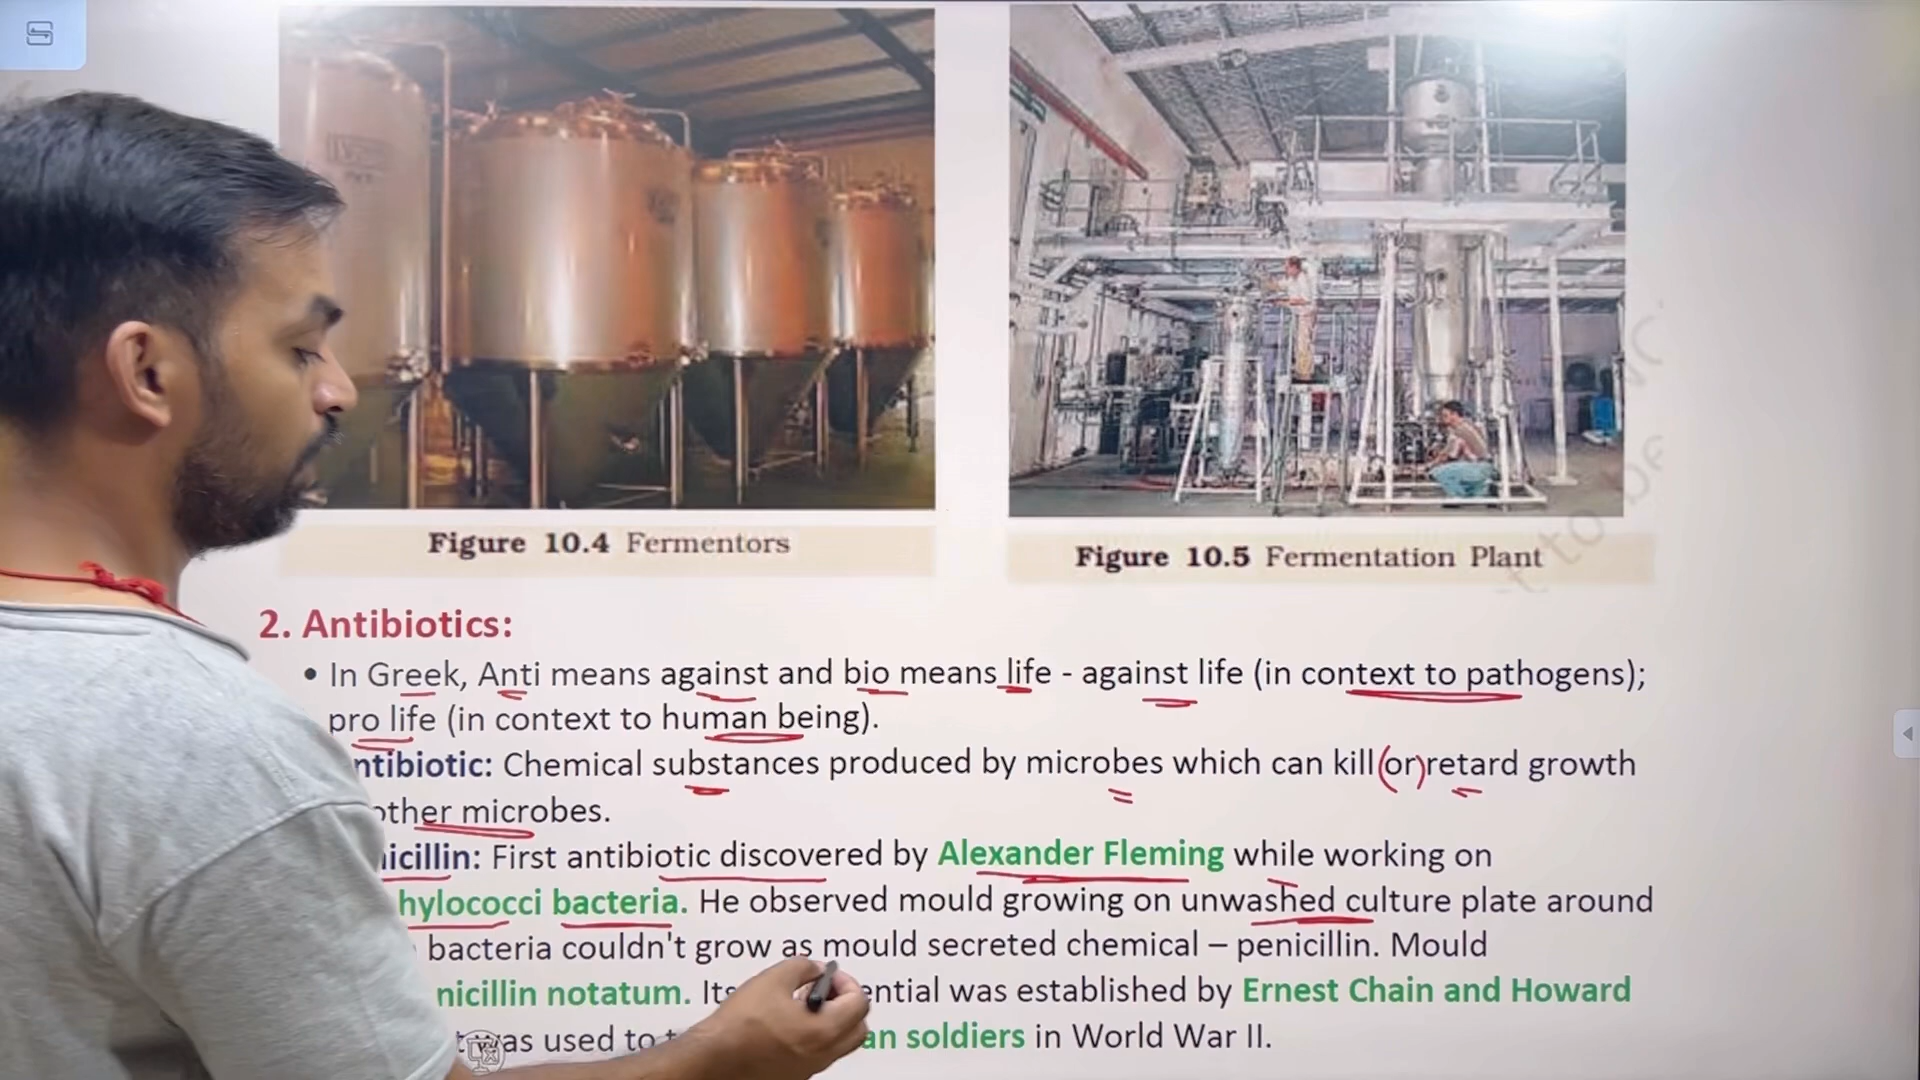 Figure 10.4 Fermentors
Figure 10.5 Fermentation Plant
2. Antibiotics:
• In Greek, Anti means against and bio means life - against life (in context to pathogens);
pro life (in context to human being).
ntibiotic: Chemical substances produced by microbes which can kill (or) retard growth
other microbes.
icillin: First antibiotic discovered by Alexander Fleming while working on
hylococci bacteria. He observed mould growing on unwashed culture plate around
bacteria couldn't grow as mould secreted chemical – penicillin. Mould
nicillin notatum. Its ential was established by Ernest Chain and Howard
was used to an soldiers in World War II.